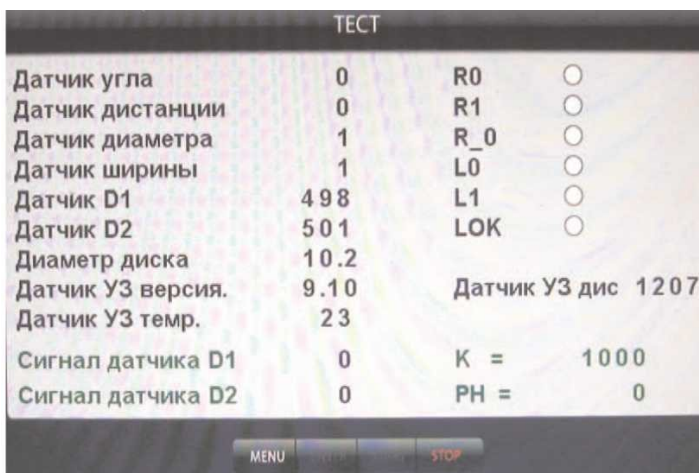 ТЕСТ
Датчик угла 0 R0
Датчик дистанции 0 R1
Датчик диаметра 1 R_0
Датчик ширины 1 L0
Датчик D1 498 L1
Датчик D2 501 LOK
Диаметр диска 10.2
Датчик УЗ версия. 9.10 Датчик УЗ дис 1207
Датчик УЗ темр. 23
Сигнал датчика D1 0 K = 1000
Сигнал датчика D2 0 PH = 0
MENU STOP